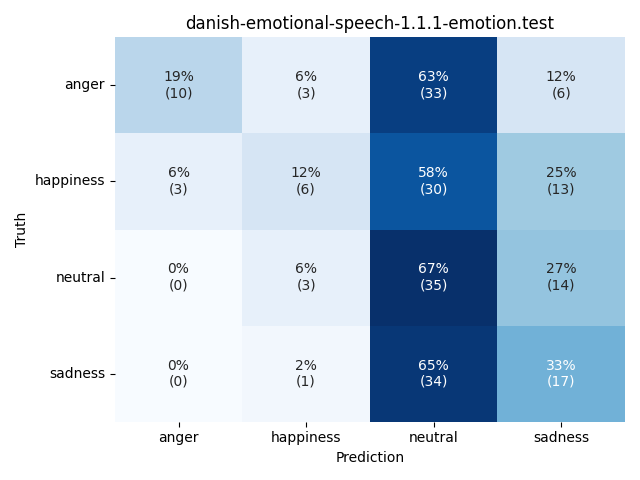 danish-emotional-speech-1.1.1-emotion.test
Truth
anger
19% 6% 63% 12%
(10) (3) (33) (6)
happiness
6% 12% 58% 25%
(3) (6) (30) (13)
neutral
0% 6% 67% 27%
(0) (3) (35) (14)
sadness
0% 2% 65% 33%
(0) (1) (34) (17)
anger happiness neutral sadness
Prediction